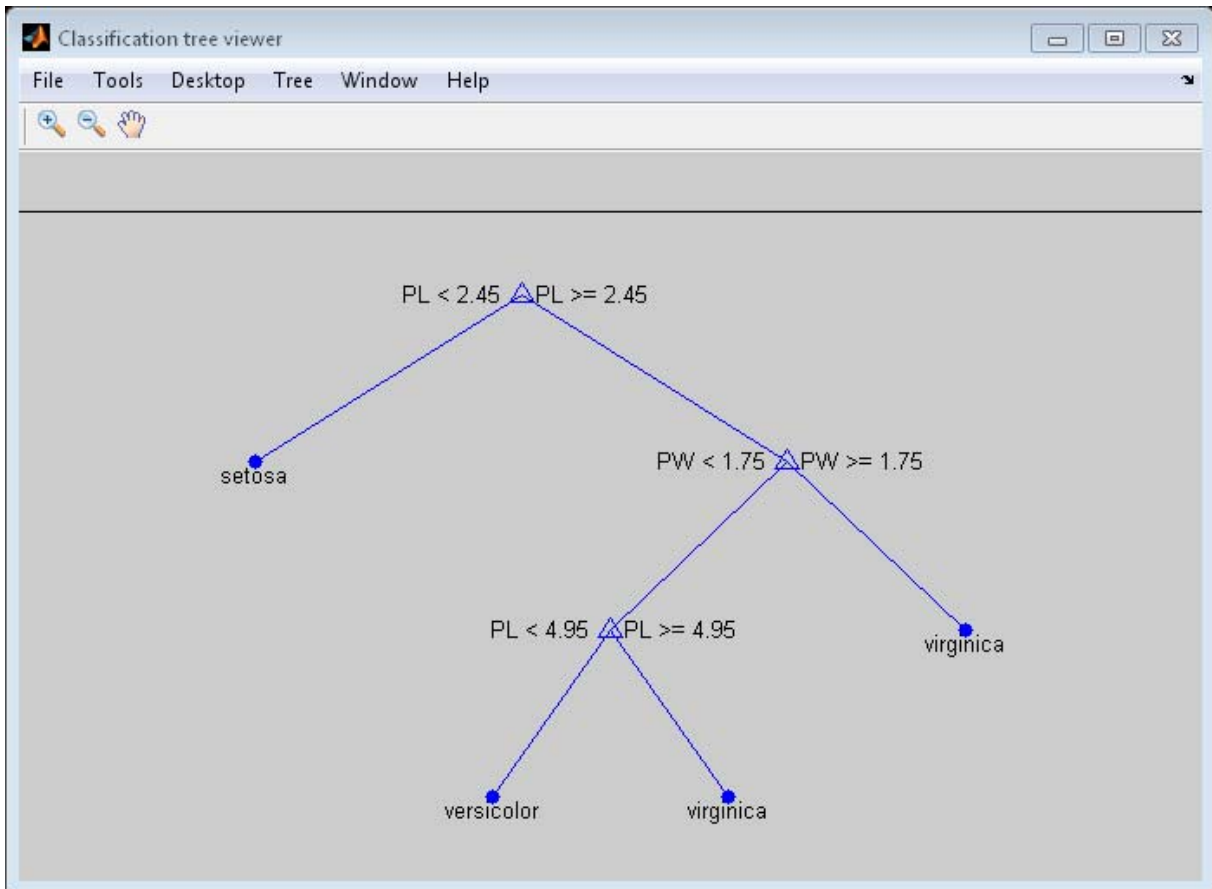 Classification tree viewer
File Tools Desktop Tree Window Help
PL < 2.45 PL >= 2.45
setosa
PW < 1.75 PW >= 1.75
PL < 4.95 PL >= 4.95
virginica
versicolor
virginica